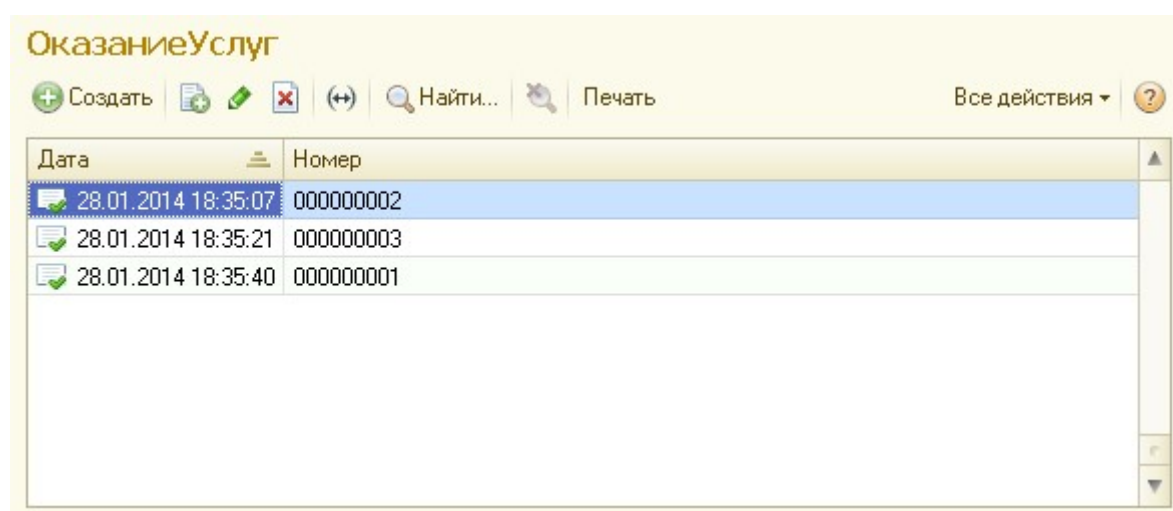 ОказаниеУслуг
Создать Найти... Печать Все действия ?
Дата Номер
28.01.2014 18:35:07 000000002
28.01.2014 18:35:21 000000003
28.01.2014 18:35:40 000000001